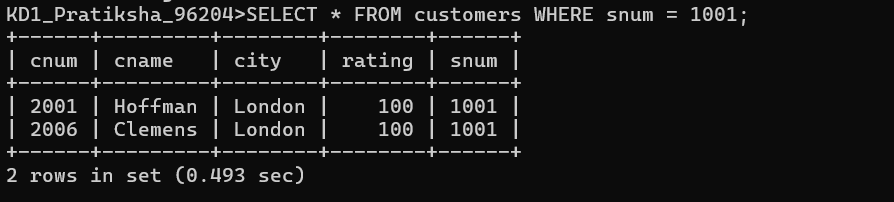 KD1_Pratiksha_96204>SELECT * FROM customers WHERE snum = 1001;
+------+---------+--------+--------+------+
| cnum | cname   | city   | rating | snum |
+------+---------+--------+--------+------+
| 2001 | Hoffman | London |    100 | 1001 |
| 2006 | Clemens | London |    100 | 1001 |
+------+---------+--------+--------+------+
2 rows in set (0.493 sec)